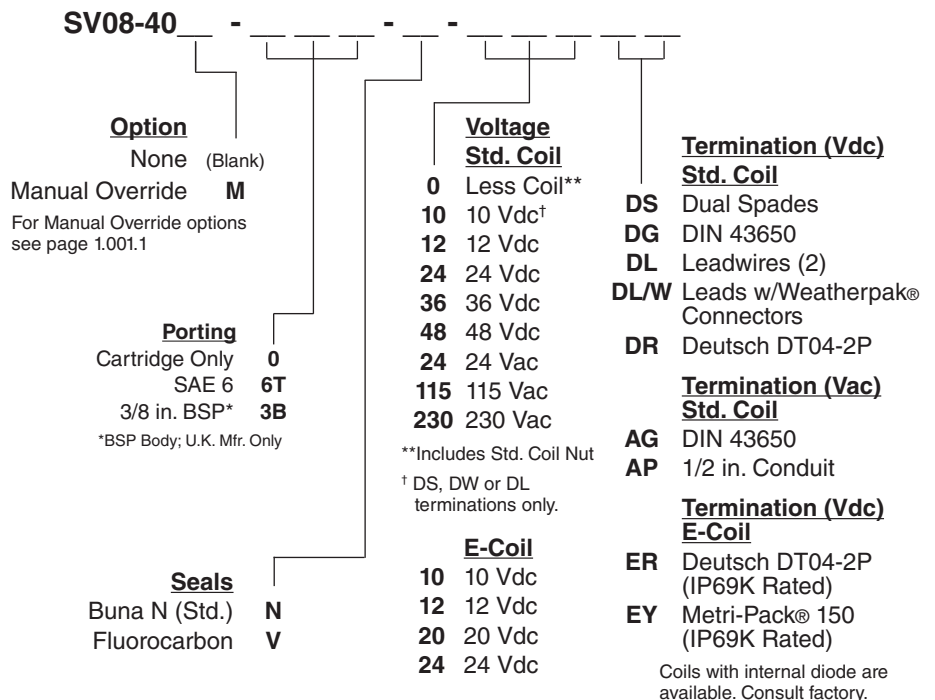 SV08-40__ - __ __ __ - __ - __ __ __ __ __
Option
None (Blank)
Manual Override M
For Manual Override options
see page 1.001.1
Porting
Cartridge Only 0
SAE 6 6T
3/8 in. BSP* 3B
*BSP Body; U.K. Mfr. Only
Seals
Buna N (Std.) N
Fluorocarbon V
Voltage
Std. Coil
0 Less Coil**
10 10 Vdc†
12 12 Vdc
24 24 Vdc
36 36 Vdc
48 48 Vdc
24 24 Vac
115 115 Vac
230 230 Vac
**Includes Std. Coil Nut
† DS, DW or DL
terminations only.
E-Coil
10 10 Vdc
12 12 Vdc
20 20 Vdc
24 24 Vdc
Termination (Vdc)
Std. Coil
DS Dual Spades
DG DIN 43650
DL Leadwires (2)
DL/W Leads w/Weatherpak®
Connectors
DR Deutsch DT04-2P
Termination (Vac)
Std. Coil
AG DIN 43650
AP 1/2 in. Conduit
Termination (Vdc)
E-Coil
ER Deutsch DT04-2P
(IP69K Rated)
EY Metri-Pack® 150
(IP69K Rated)
Coils with internal diode are
available. Consult factory.